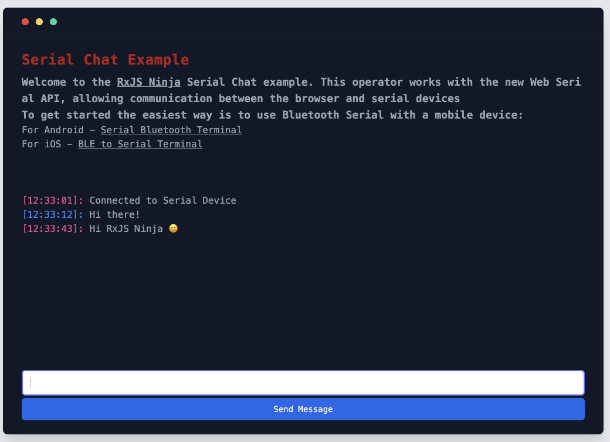 Serial Chat Example
Welcome to the RxJS Ninja Serial Chat example. This operator works with the new Web Seri
al API, allowing communication between the browser and serial devices
To get started the easiest way is to use Bluetooth Serial with a mobile device:
For Android – Serial Bluetooth Terminal
For iOS – BLE to Serial Terminal
[12:33:01]: Connected to Serial Device
[12:33:12]: Hi there!
[12:33:43]: Hi RxJS Ninja 😄
Send Message